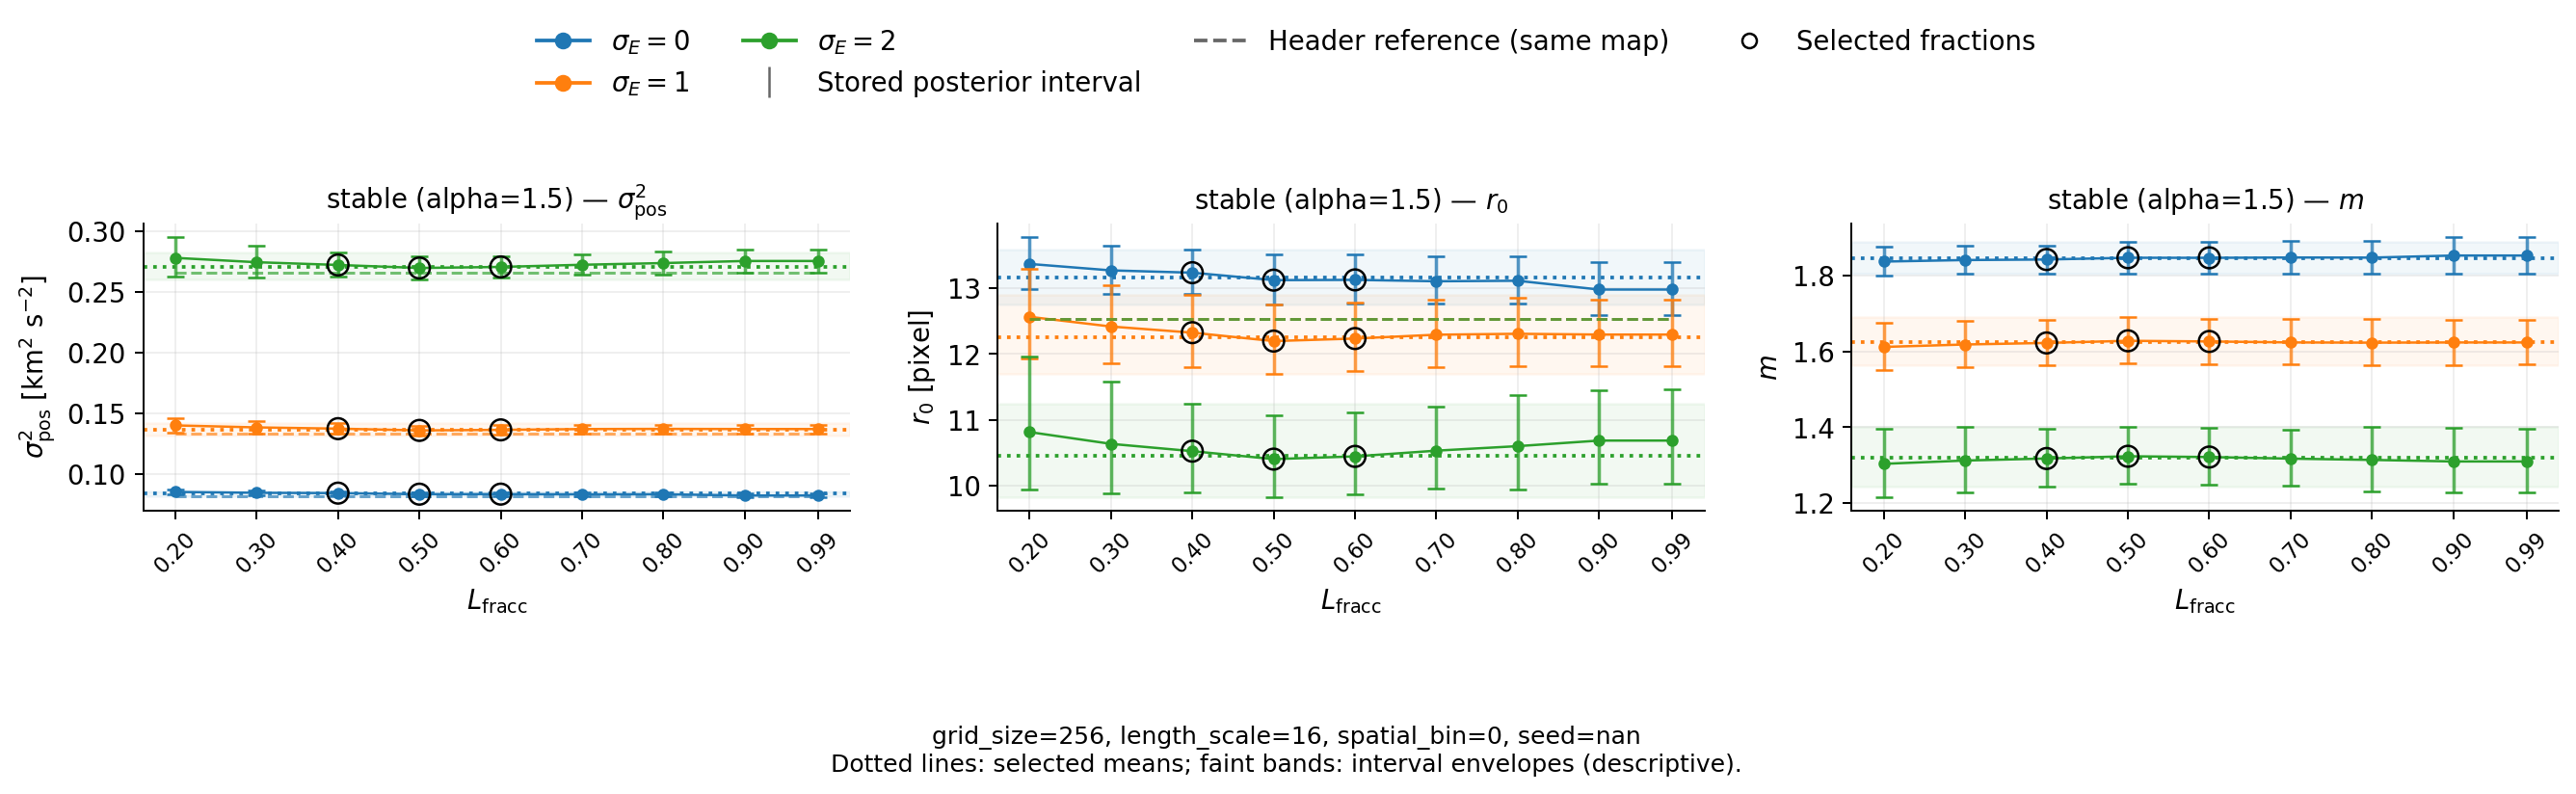 σ_E = 0
σ_E = 1
σ_E = 2
Stored posterior interval
Header reference (same map)
Selected fractions
stable (alpha=1.5) — σ²_pos
σ²_pos [km² s⁻²]
0.30
0.25
0.20
0.15
0.10
0.20 0.30 0.40 0.50 0.60 0.70 0.80 0.90 0.99
L_fracc
stable (alpha=1.5) — r₀
r₀ [pixel]
13
12
11
10
0.20 0.30 0.40 0.50 0.60 0.70 0.80 0.90 0.99
L_fracc
stable (alpha=1.5) — m
m
1.8
1.6
1.4
1.2
0.20 0.30 0.40 0.50 0.60 0.70 0.80 0.90 0.99
L_fracc
grid_size=256, length_scale=16, spatial_bin=0, seed=nan
Dotted lines: selected means; faint bands: interval envelopes (descriptive).